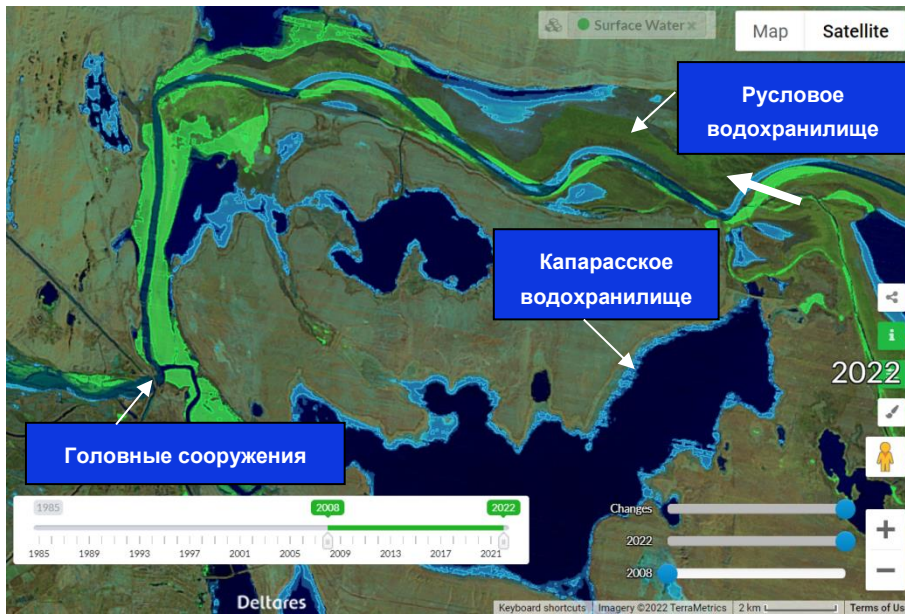 Surface Water ×
Map
Satellite
Русловое
водохранилище
Капарасское
водохранилище
2022
Головные сооружения
1985
2008
2022
1985 1989 1993 1997 2001 2005 2009 2013 2017 2021
Changes
2022
2008
Deltares
Keyboard shortcuts
Imagery ©2022 TerraMetrics
2 km
Terms of Us